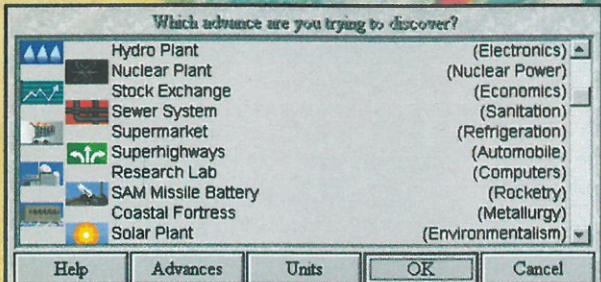 Which advance are you trying to discover?
Hydro Plant (Electronics)
Nuclear Plant (Nuclear Power)
Stock Exchange (Economics)
Sewer System (Sanitation)
Supermarket (Refrigeration)
Superhighways (Automobile)
Research Lab (Computers)
SAM Missile Battery (Rocketry)
Coastal Fortress (Metallurgy)
Solar Plant (Environmentalism)
Help Advances Units OK Cancel